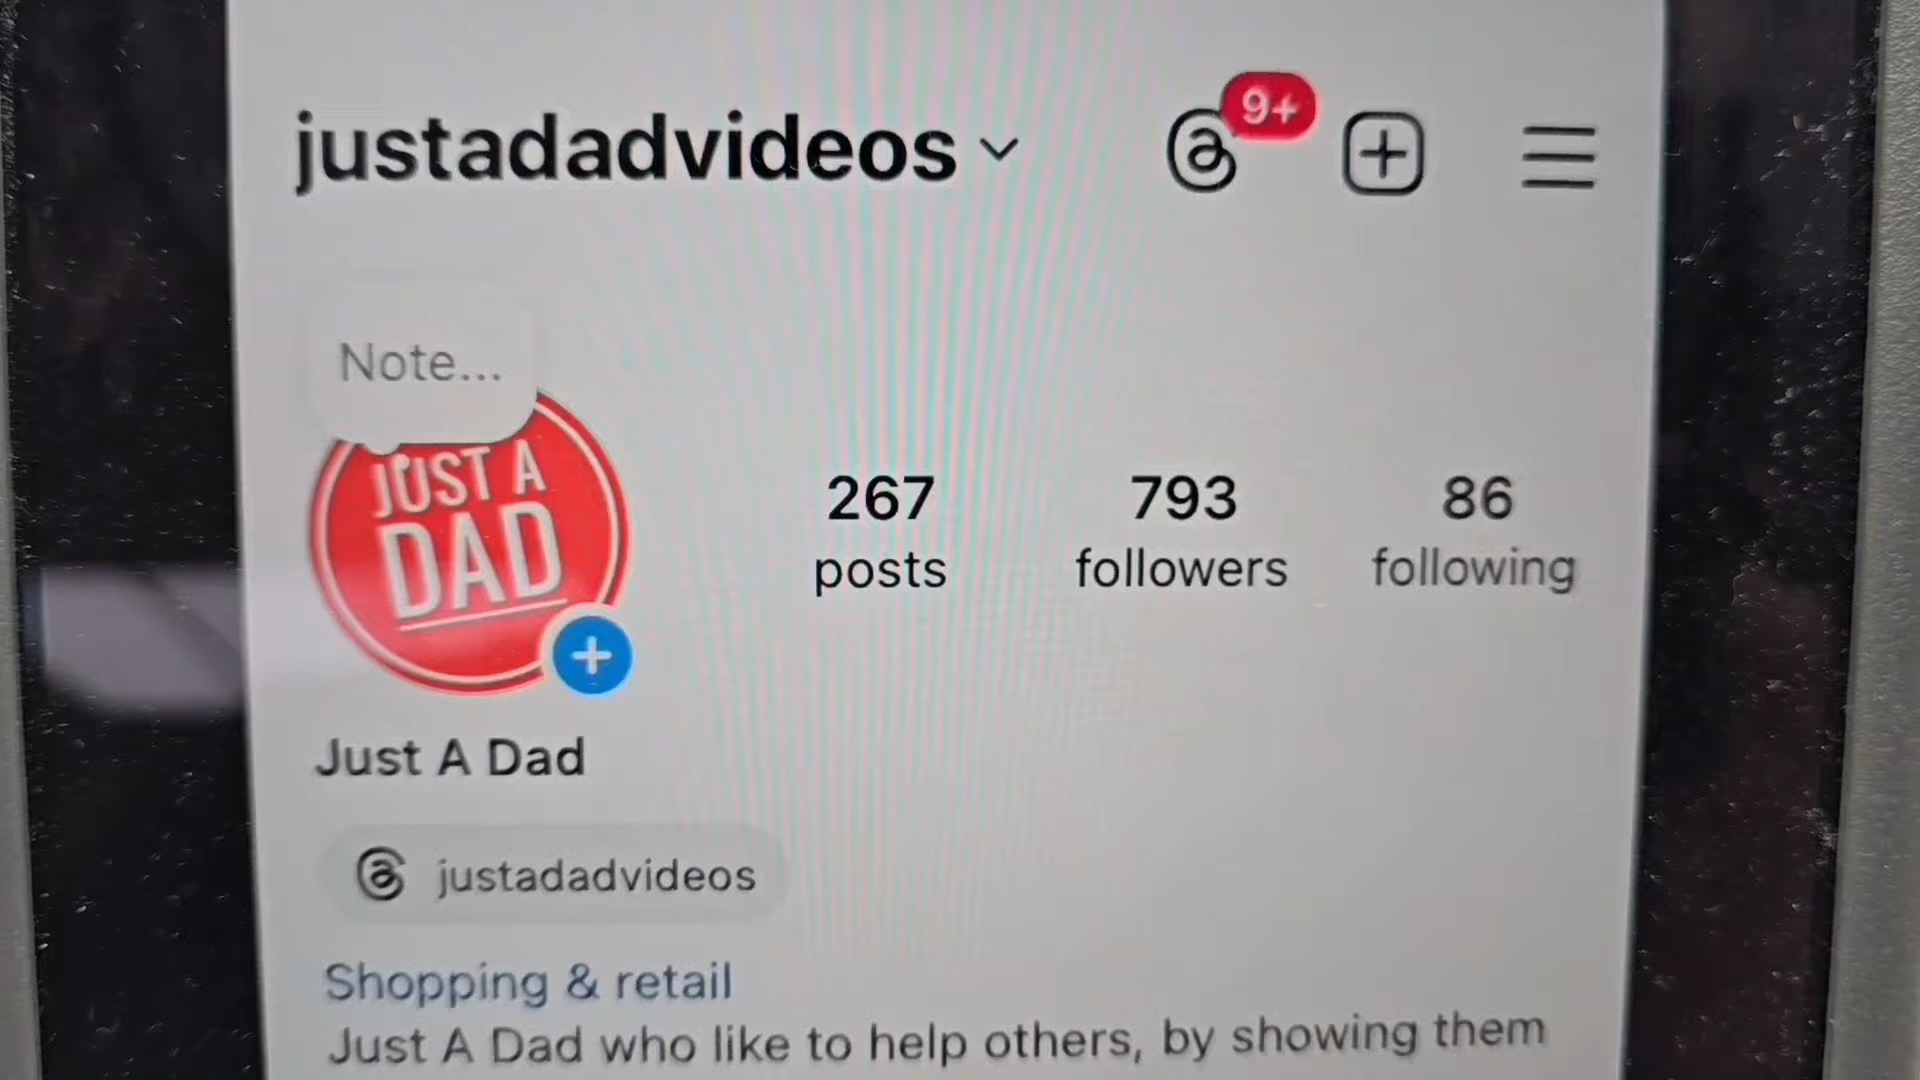 justadadvideos
9+
Note...
JUST A
DAD
267 793 86
posts followers following
Just A Dad
justadadvideos
Shopping & retail
Just A Dad who like to help others, by showing them